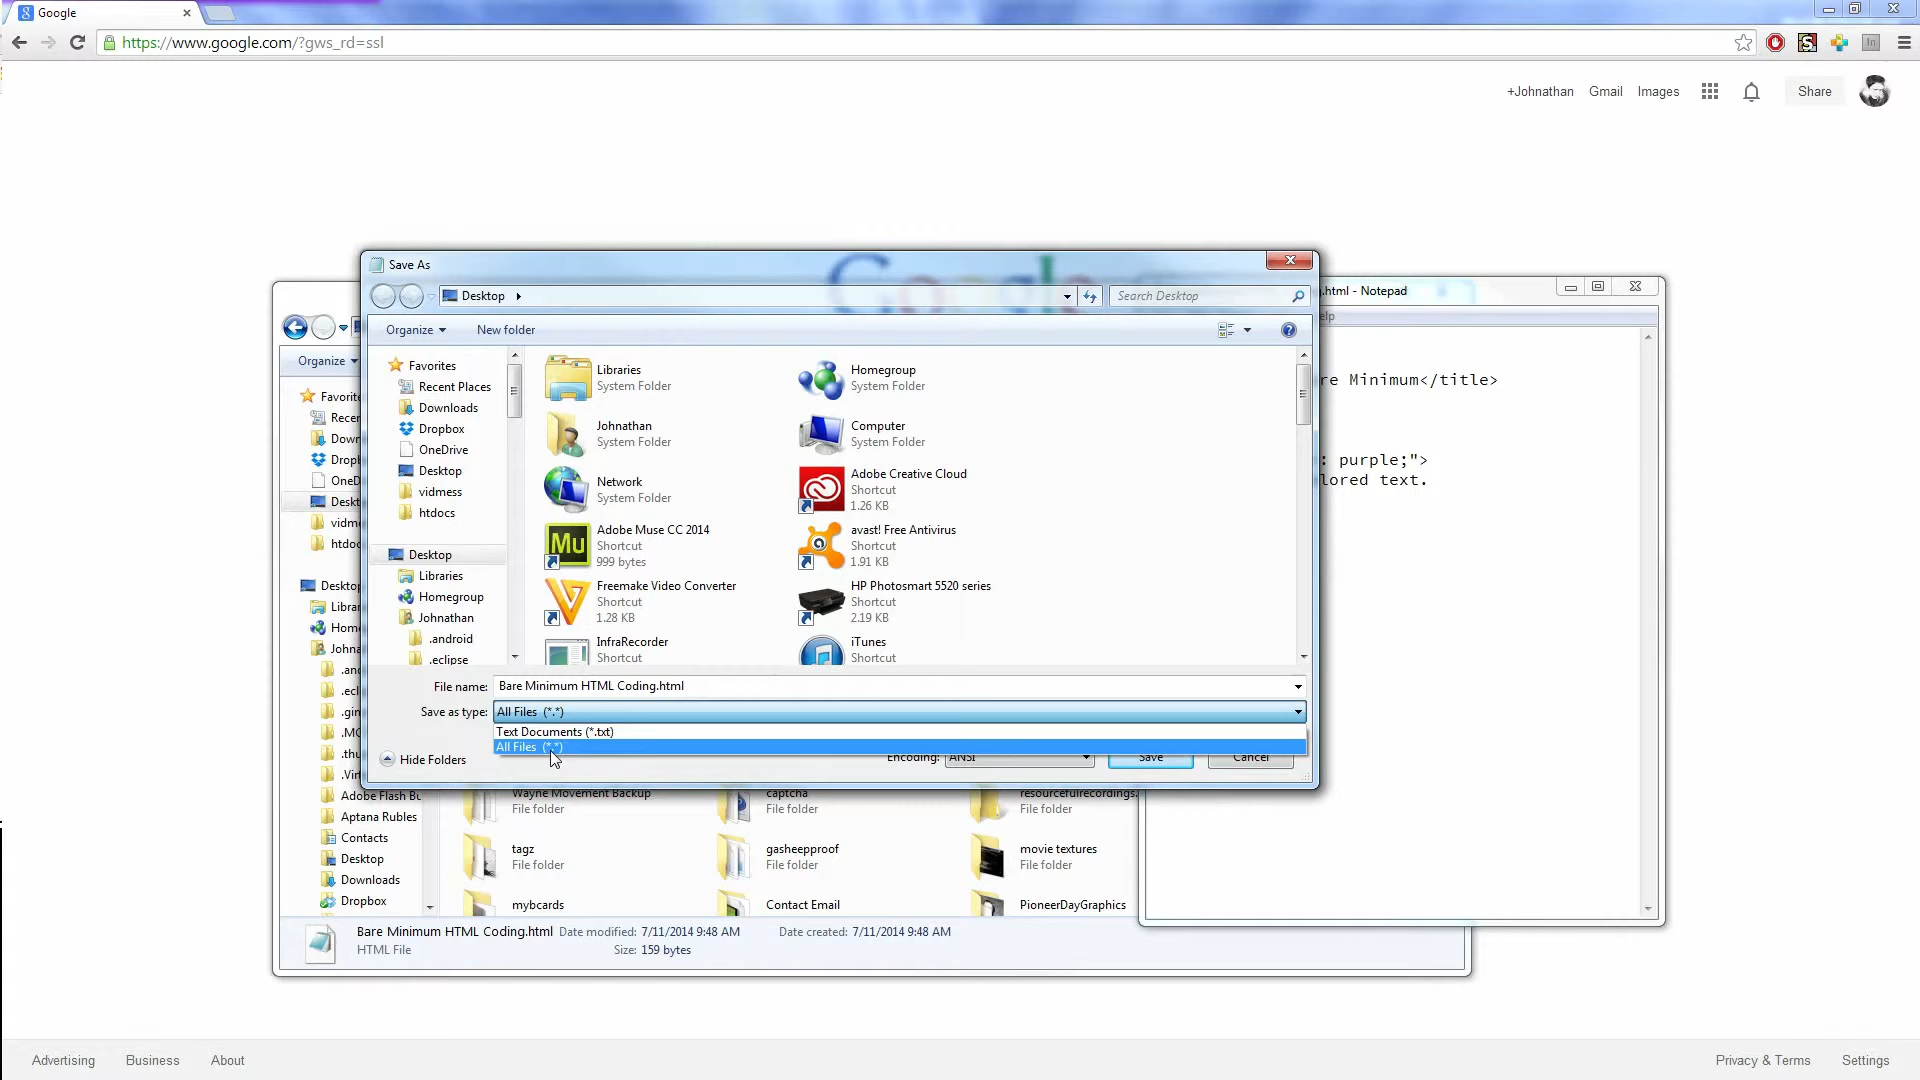 Google
https://www.google.com/?gws_rd=ssl
+Johnathan Gmail Images Share
Save As
.html - Notepad
Desktop
Search Desktop
Organize New folder
Organize
Favorites
Recent Places
Downloads
Dropbox
OneDrive
Desktop
vidmess
htdocs
Desktop
Libraries
Homegroup
Johnathan
.android
.eclipse
Libraries
System Folder
Homegroup
System Folder
Johnathan
System Folder
Computer
System Folder
Network
System Folder
Adobe Creative Cloud
Shortcut
1.26 KB
Adobe Muse CC 2014
Shortcut
999 bytes
avast! Free Antivirus
Shortcut
1.91 KB
Freemake Video Converter
Shortcut
1.28 KB
HP Photosmart 5520 series
Shortcut
2.19 KB
InfraRecorder
Shortcut
iTunes
Shortcut
re Minimum</title>
: purple;">
lored text.
File name: Bare Minimum HTML Coding.html
Save as type: All Files (*.*)
Text Documents (*.txt)
All Files (*.*)
Hide Folders
Encoding: ANSI Save Cancel
Adobe Flash Bu
Aptana Rubles
Contacts
Desktop
Downloads
Dropbox
Wayne Movement Backup
File folder
captcha
File folder
resourcefulrecordings.
File folder
tagz
File folder
gasheepproof
File folder
movie textures
File folder
mybcards
Contact Email
PioneerDayGraphics
Bare Minimum HTML Coding.html Date modified: 7/11/2014 9:48 AM Date created: 7/11/2014 9:48 AM
HTML File Size: 159 bytes
Advertising Business About Privacy & Terms Settings